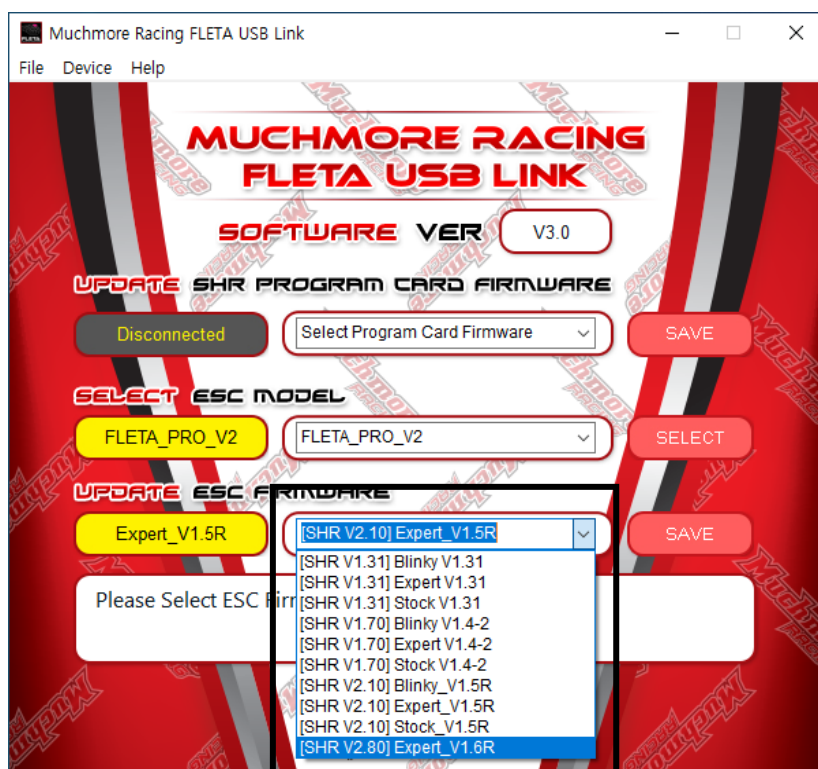 Muchmore Racing FLETA USB Link
File Device Help
MUCHMORE RACING
FLETA USB LINK
SOFTWARE VER V3.0
UPDATE SHR PROGRAM CARD FIRMWARE
Disconnected Select Program Card Firmware SAVE
SELECT ESC MODEL
FLETA_PRO_V2 FLETA_PRO_V2 SELECT
UPDATE ESC FIRMWARE
Expert_V1.5R [SHR V2.10] Expert_V1.5R SAVE
[SHR V1.31] Blinky V1.31
[SHR V1.31] Expert V1.31
[SHR V1.31] Stock V1.31
[SHR V1.70] Blinky V1.4-2
[SHR V1.70] Expert V1.4-2
[SHR V1.70] Stock V1.4-2
[SHR V2.10] Blinky_V1.5R
[SHR V2.10] Expert_V1.5R
[SHR V2.10] Stock_V1.5R
[SHR V2.80] Expert_V1.6R
Please Select ESC Firm